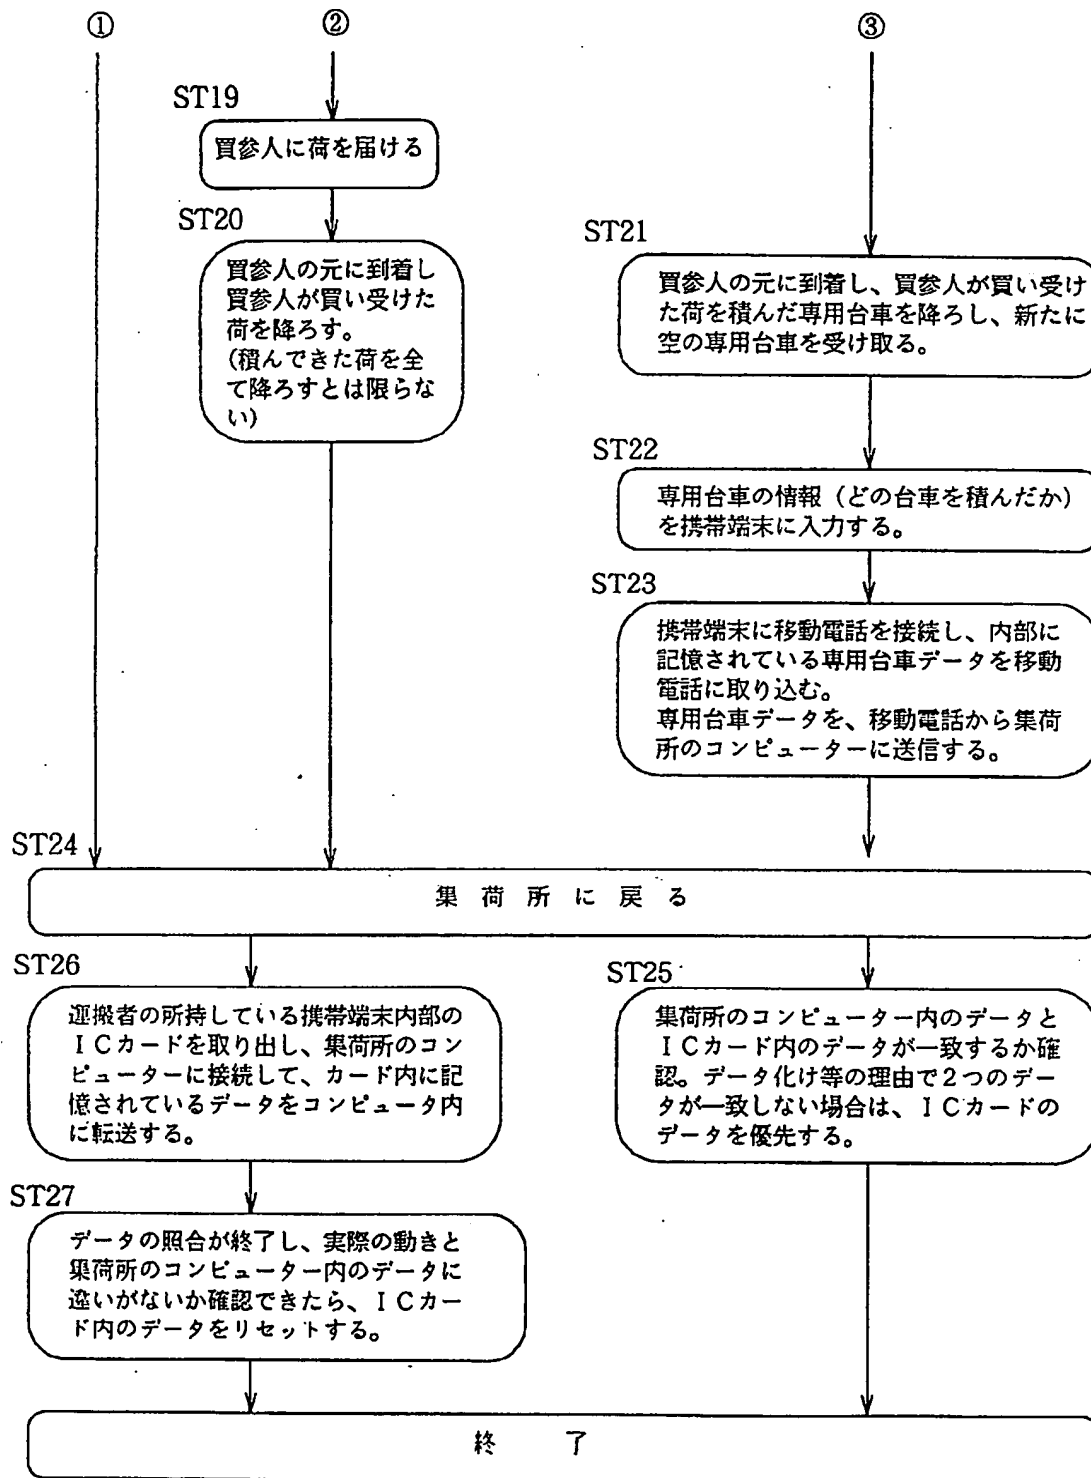 ①
②
③
ST19
買参人に荷を届ける
ST20
買参人の元に到着し
買参人が買い受けた
荷を降ろす。
(積んできた荷を全
て降ろすとは限らな
い)
ST21
買参人の元に到着し、買参人が買い受け
た荷を積んだ専用台車を降ろし、新たに
空の専用台車を受け取る。
ST22
専用台車の情報（どの台車を積んだか）
を携帯端末に入力する。
ST23
携帯端末に移動電話を接続し、内部に
記憶されている専用台車データを移動
電話に取り込む。
専用台車データを、移動電話から集荷
所のコンピューターに送信する。
ST24
集荷所に戻る
ST26
運搬者の所持している携帯端末内部の
ＩＣカードを取り出し、集荷所のコン
ピューターに接続して、カード内に記
憶されているデータをコンピュータ内
に転送する。
ST25
集荷所のコンピューター内のデータと
ＩＣカード内のデータが一致するか確
認。データ化け等の理由で２つのデー
タが一致しない場合は、ＩＣカードの
データを優先する。
ST27
データの照合が終了し、実際の動きと
集荷所のコンピューター内のデータに
違いがないか確認できたら、ＩＣカー
ド内のデータをリセットする。
終了